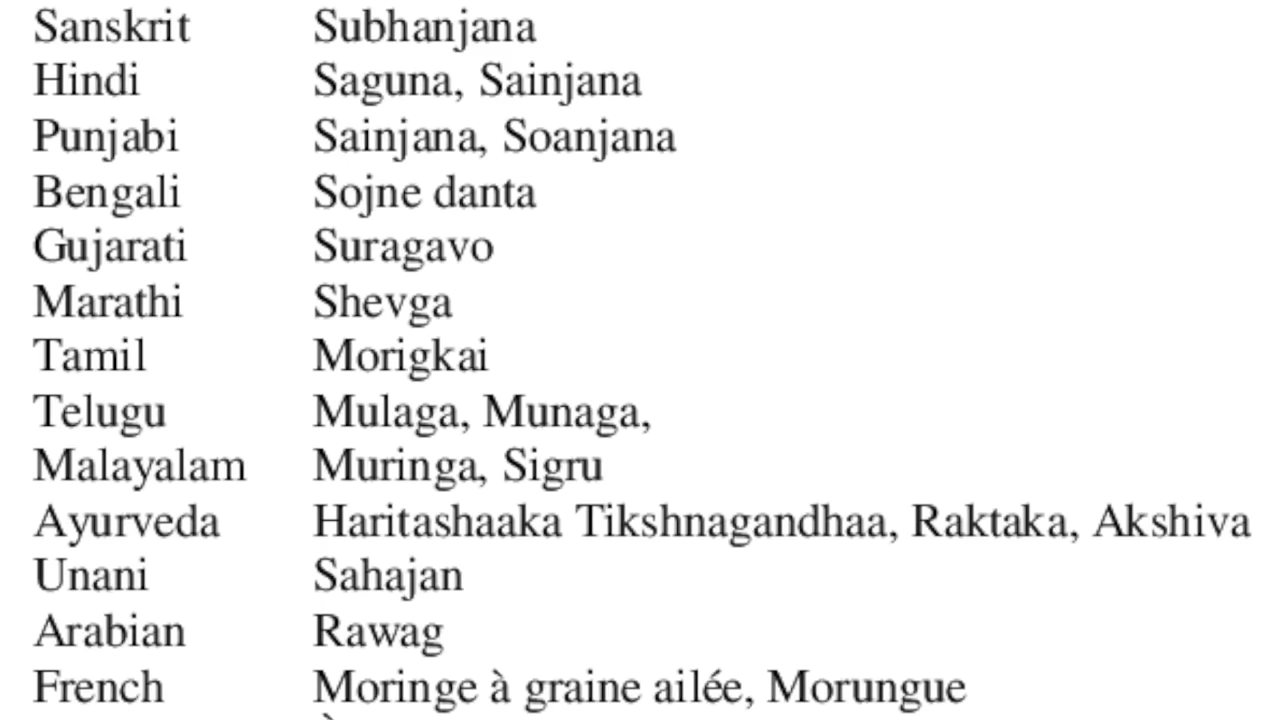 Sanskrit Subhanjana
Hindi Saguna, Sainjana
Punjabi Sainjana, Soanjana
Bengali Sojne danta
Gujarati Suragavo
Marathi Shevga
Tamil Morigkai
Telugu Mulaga, Munaga,
Malayalam Muringa, Sigru
Ayurveda Haritashaaka Tikshnagandhaa, Raktaka, Akshiva
Unani Sahajan
Arabian Rawag
French Moringe à graine ailée, Morungue